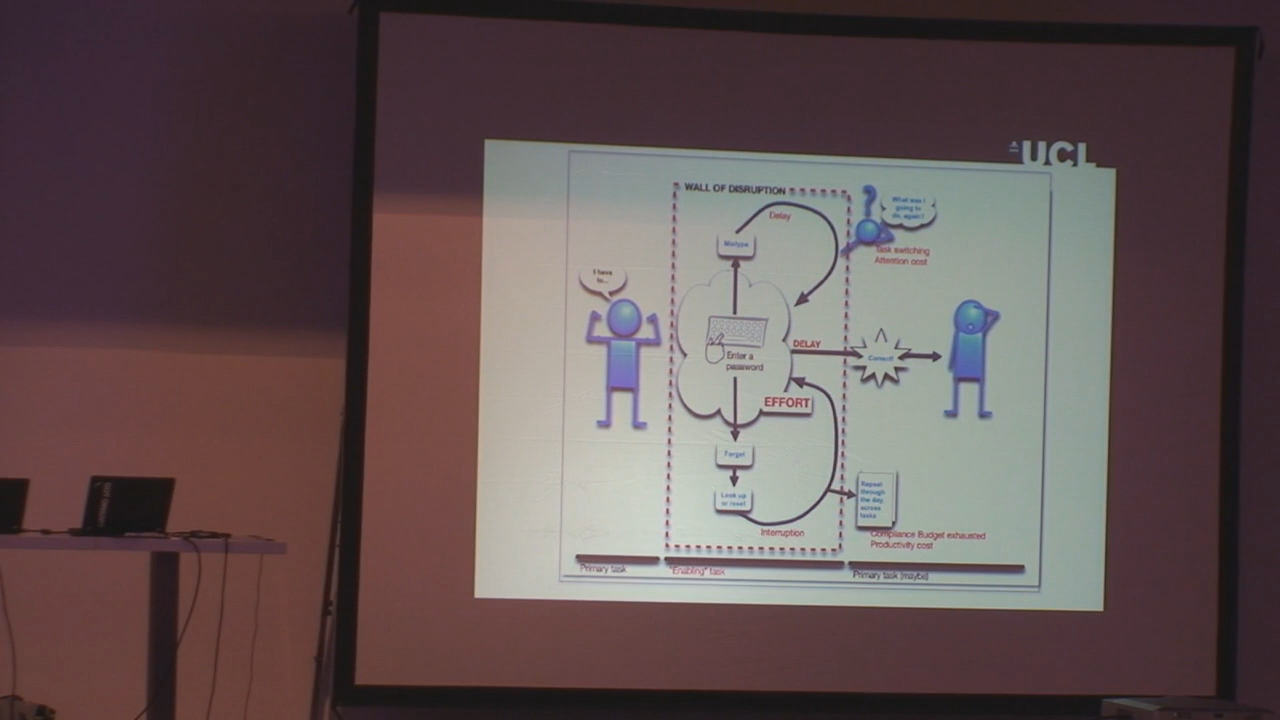 UCL
WALL OF DISRUPTION
Delay
Mistype
What was I
going to
do, again?
Task switching
Attention cost
I have
to...
Enter a
password
DELAY
Correct!
EFFORT
Forget
Look up
or reset
Interruption
Repeat
through
the day,
across
tasks
Compliance Budget exhausted
Productivity cost
Primary task
"Enabling" task
Primary task (maybe)